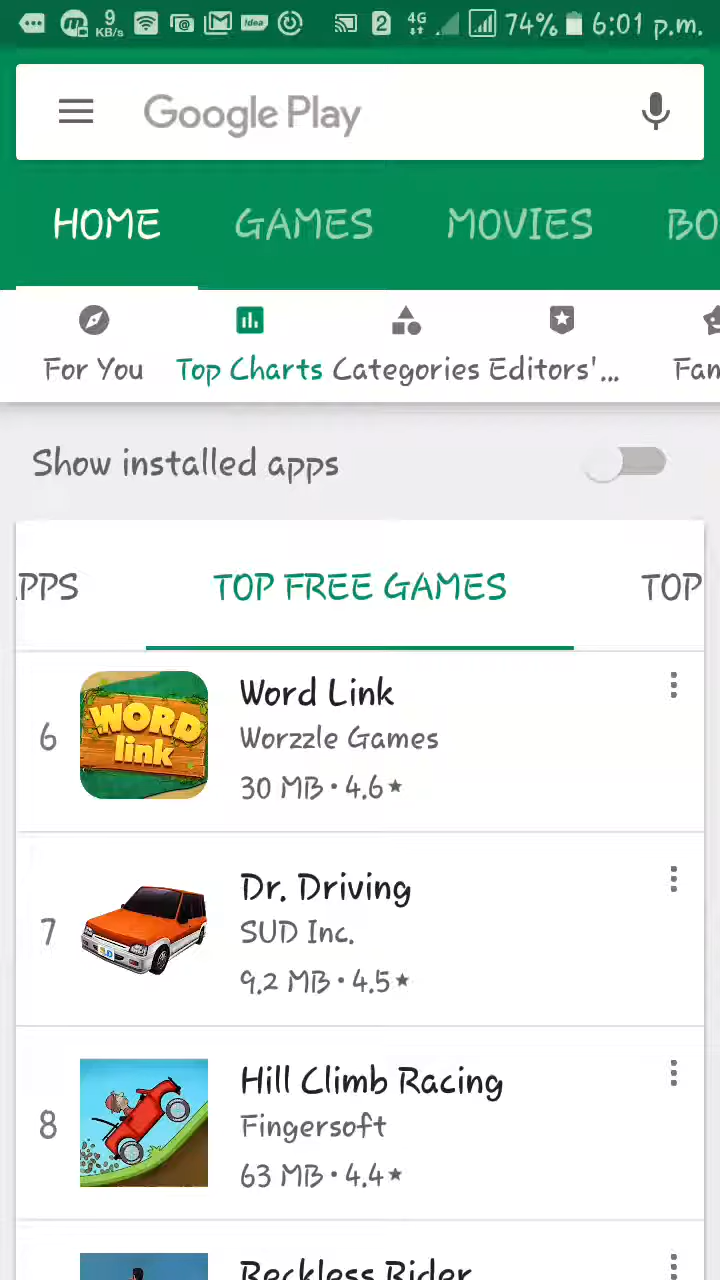 9
KB/s
Idea
2
4G
74%
6:01 p.m.
Google Play
HOME GAMES MOVIES BO
For You Top Charts Categories Editors'... Fan
Show installed apps
PPS TOP FREE GAMES TOP
6
WORD
link
Word Link
Worzzle Games
30 MB • 4.6★
7
Dr. Driving
SUD Inc.
9.2 MB • 4.5★
8
Hill Climb Racing
Fingersoft
63 MB • 4.4★
Reckless Rider